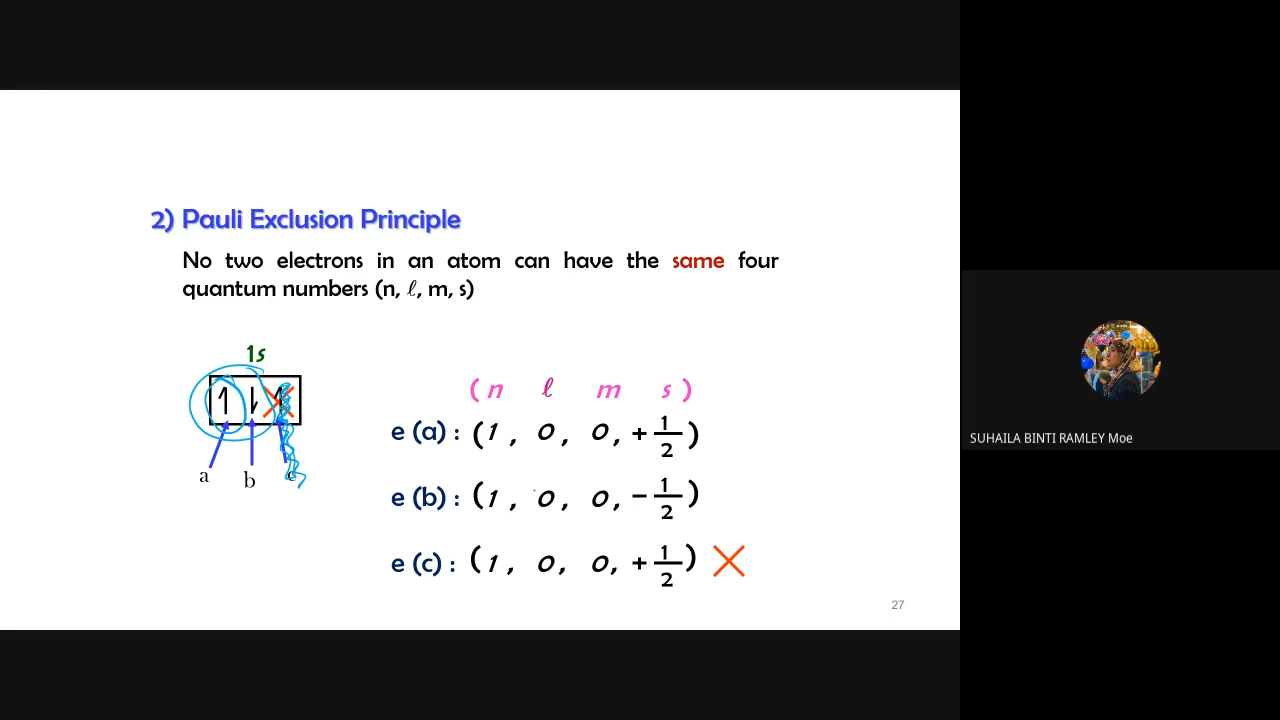 2) Pauli Exclusion Principle
No two electrons in an atom can have the same four
quantum numbers (n, ℓ, m, s)
1s
a b c
( n ℓ m s )
e (a) : (1 , 0 , 0 , + 1/2 )
e (b) : (1 , 0 , 0 , − 1/2 )
e (c) : (1 , 0 , 0 , + 1/2 )
27
SUHAILA BINTI RAMLEY Moe